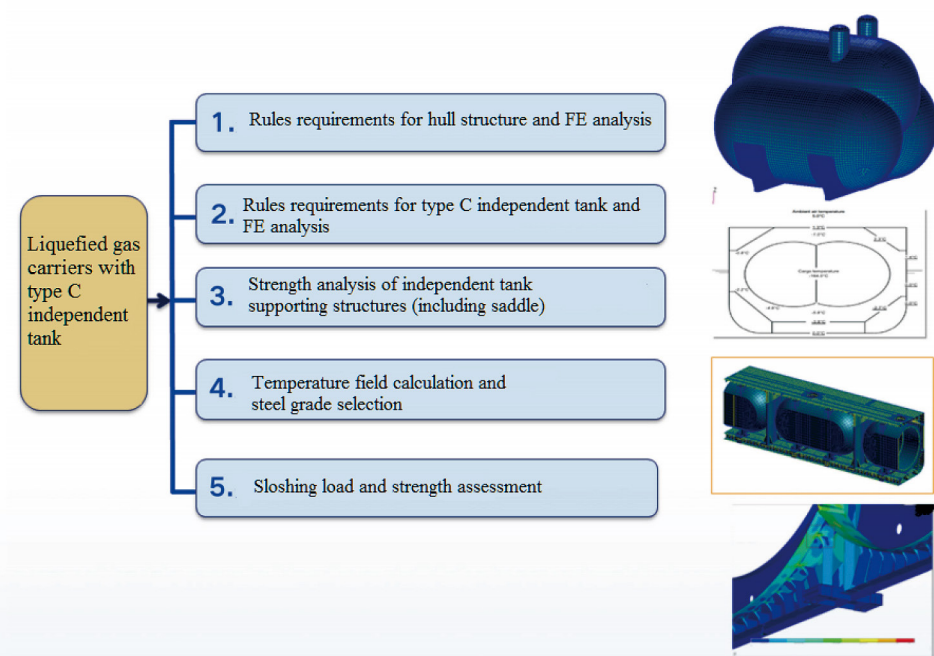 Liquefied gas
carriers with
type C
independent
tank
1. Rules requirements for hull structure and FE analysis
2. Rules requirements for type C independent tank and
FE analysis
3. Strength analysis of independent tank
supporting structures (including saddle)
4. Temperature field calculation and
steel grade selection
5. Sloshing load and strength assessment
Ambient air temperature
Cargo temperature